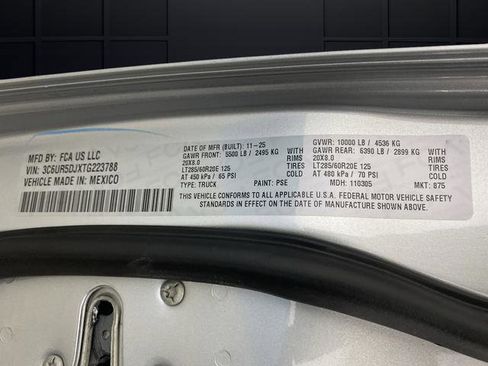 MFD BY: FCA US LLC
VIN: 3C6UR5DJXTG223788
VEHICLE MADE IN: MEXICO
DATE OF MFR (BUILT): 11-25
GAWR FRONT: 5500 LB / 2495 KG WITH
20X8.0 RIMS
LT285/60R20E 125 TIRES
AT 450 kPa / 65 PSI COLD
TYPE: TRUCK PAINT: PSE
GVWR: 10000 LB / 4536 KG
GAWR REAR: 6390 LB / 2899 KG WITH
20X8.0 RIMS
LT285/60R20E 125 TIRES
AT 480 kPa / 70 PSI COLD
MDH: 110305 MKT: 875
THIS VEHICLE CONFORMS TO ALL APPLICABLE U.S.A. FEDERAL MOTOR VEHICLE SAFETY
STANDARDS IN EFFECT ON THE DATE OF MANUFACTURE SHOWN ABOVE.